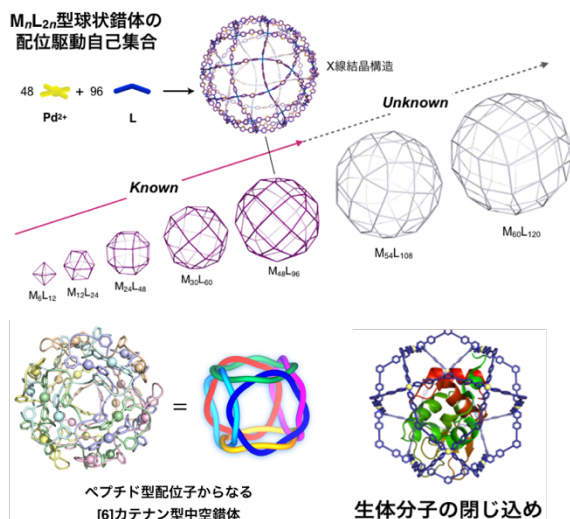 MnL2n型球状錯体の
配位駆動自己集合
48 Pd2+ + 96 L
X線結晶構造
Unknown
Known
M6L12
M12L24
M24L48
M30L60
M48L96
M54L108
M60L120
=
ペプチド型配位子からなる
[6]カテナン型中空錯体
生体分子の閉じ込め